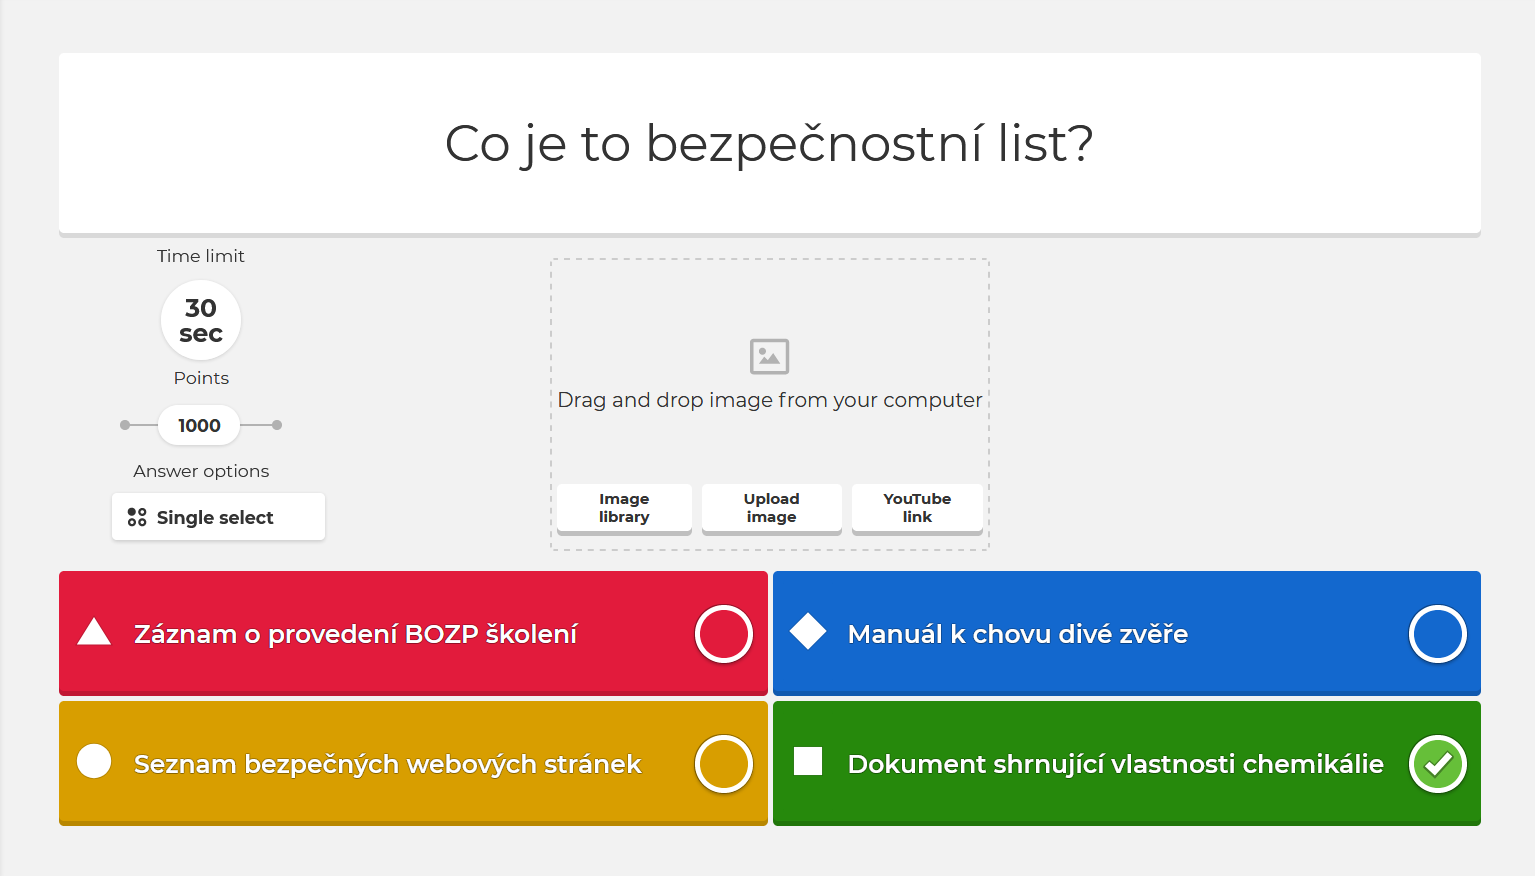 Co je to bezpečnostní list?
Time limit
30
sec
Points
1000
Answer options
Single select
Drag and drop image from your computer
Image
library
Upload
image
YouTube
link
Záznam o provedení BOZP školení
Manuál k chovu divé zvěře
Seznam bezpečných webových stránek
Dokument shrnující vlastnosti chemikálie